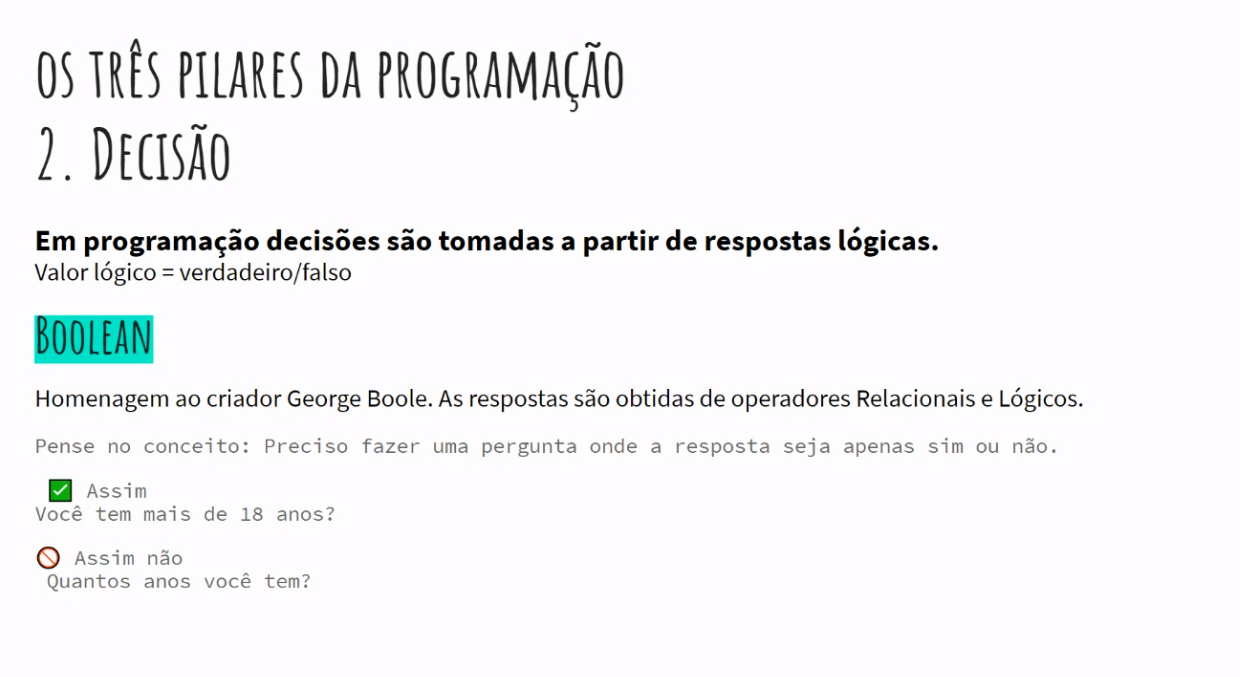 os três pilares da programação
2. Decisão
Em programação decisões são tomadas a partir de respostas lógicas.
Valor lógico = verdadeiro/falso
Boolean
Homenagem ao criador George Boole. As respostas são obtidas de operadores Relacionais e Lógicos.
Pense no conceito: Preciso fazer uma pergunta onde a resposta seja apenas sim ou não.
✅ Assim
Você tem mais de 18 anos?
🚫 Assim não
Quantos anos você tem?